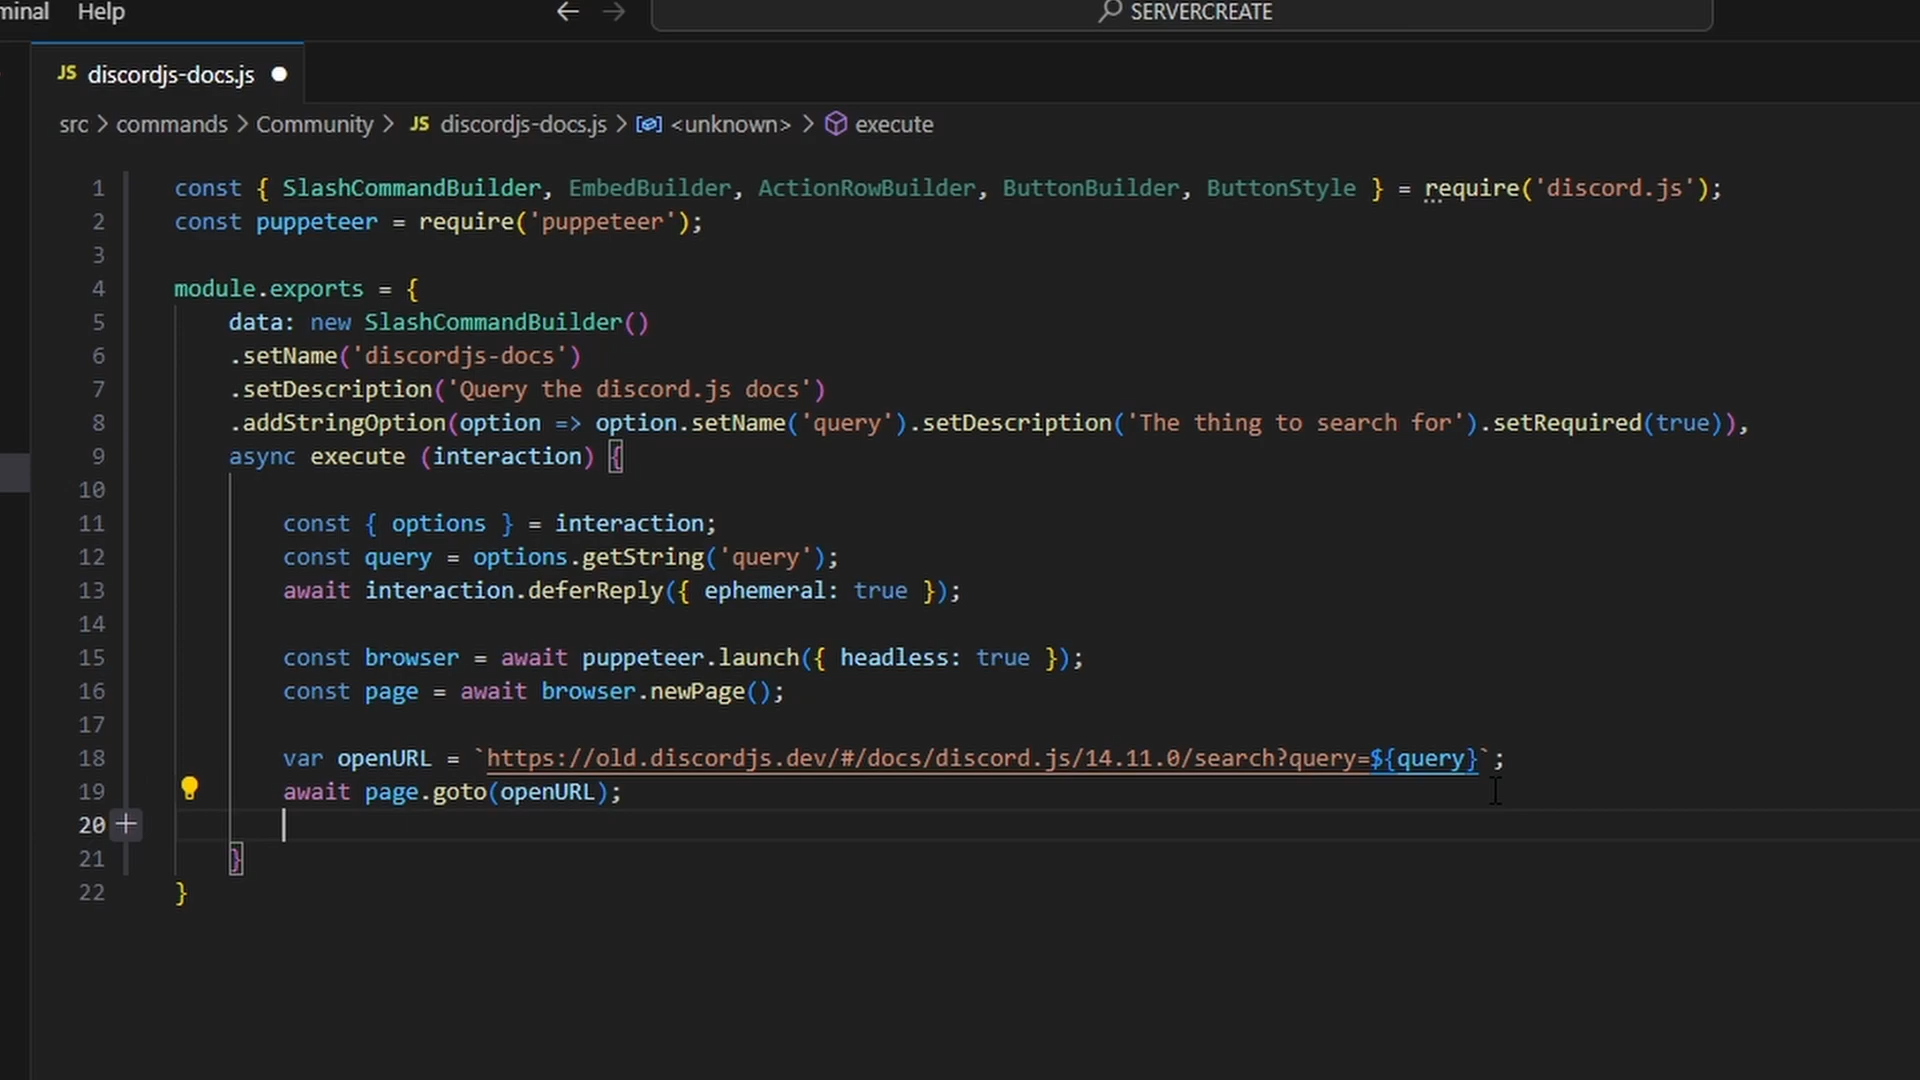 minal Help ← → SERVERCREATE
JS discordjs-docs.js
src > commands > Community > JS discordjs-docs.js > <unknown> > execute
1 const { SlashCommandBuilder, EmbedBuilder, ActionRowBuilder, ButtonBuilder, ButtonStyle } = require('discord.js');
2 const puppeteer = require('puppeteer');
3
4 module.exports = {
5 data: new SlashCommandBuilder()
6 .setName('discordjs-docs')
7 .setDescription('Query the discord.js docs')
8 .addStringOption(option => option.setName('query').setDescription('The thing to search for').setRequired(true)),
9 async execute (interaction) {
10
11 const { options } = interaction;
12 const query = options.getString('query');
13 await interaction.deferReply({ ephemeral: true });
14
15 const browser = await puppeteer.launch({ headless: true });
16 const page = await browser.newPage();
17
18 var openURL = `https://old.discordjs.dev/#/docs/discord.js/14.11.0/search?query=${query}`;
19 await page.goto(openURL);
20 +
21 }
22 }